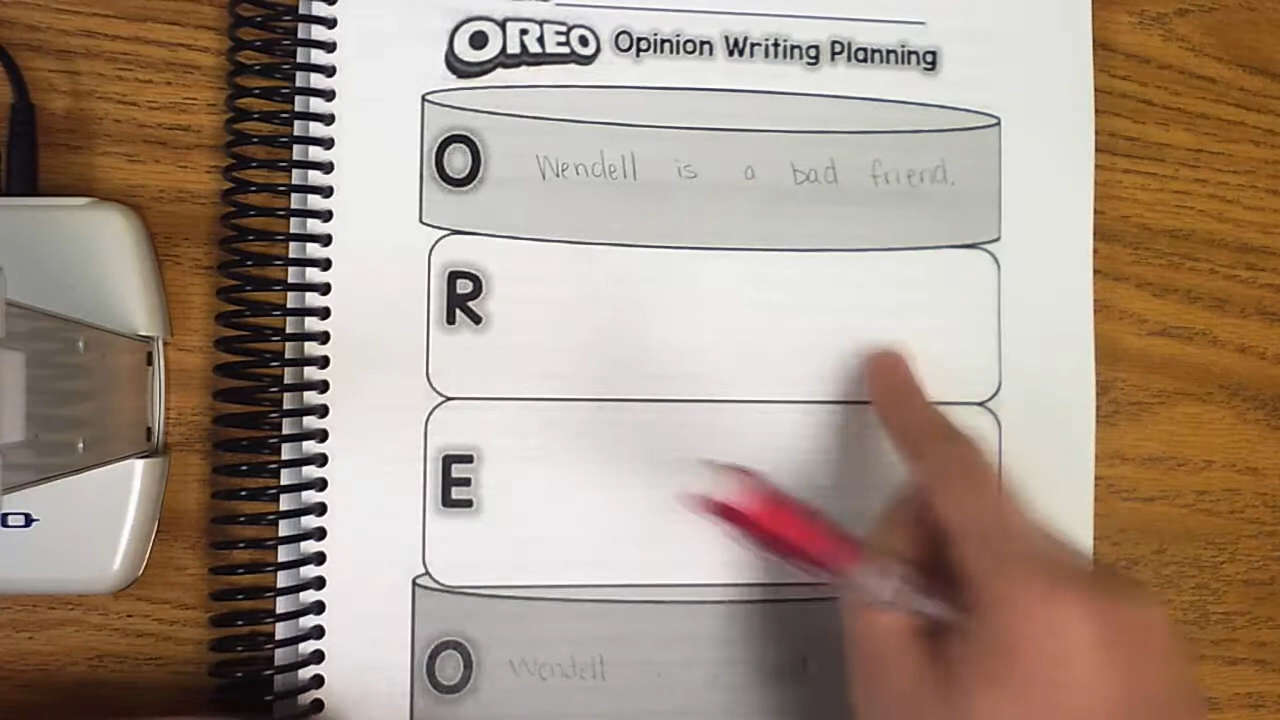 OREO Opinion Writing Planning
O Wendell is a bad friend.
R
E
O Wendell